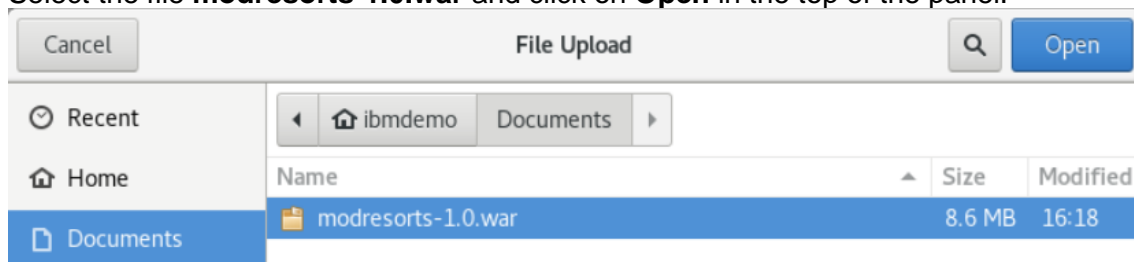 Select the file modresorts-1.0.war and click on Open in the top of the panel.
Cancel File Upload Open
Recent
ibmdemo Documents
Home
Name Size Modified
modresorts-1.0.war 8.6 MB 16:18
Documents